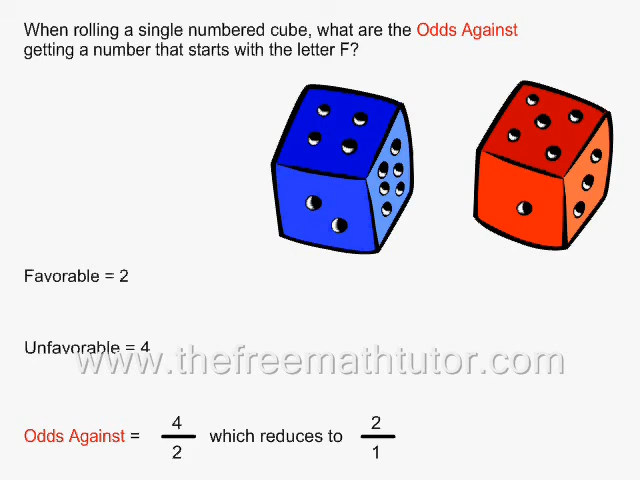 When rolling a single numbered cube, what are the Odds Against
getting a number that starts with the letter F?
Favorable = 2
Unfavorable = 4
www.thefreemathtutor.com
Odds Against = 4/2 which reduces to 2/1